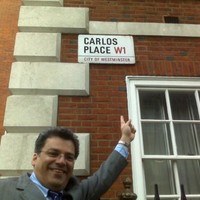 CARLOS
PLACE W1
CITY OF WESTMINSTER